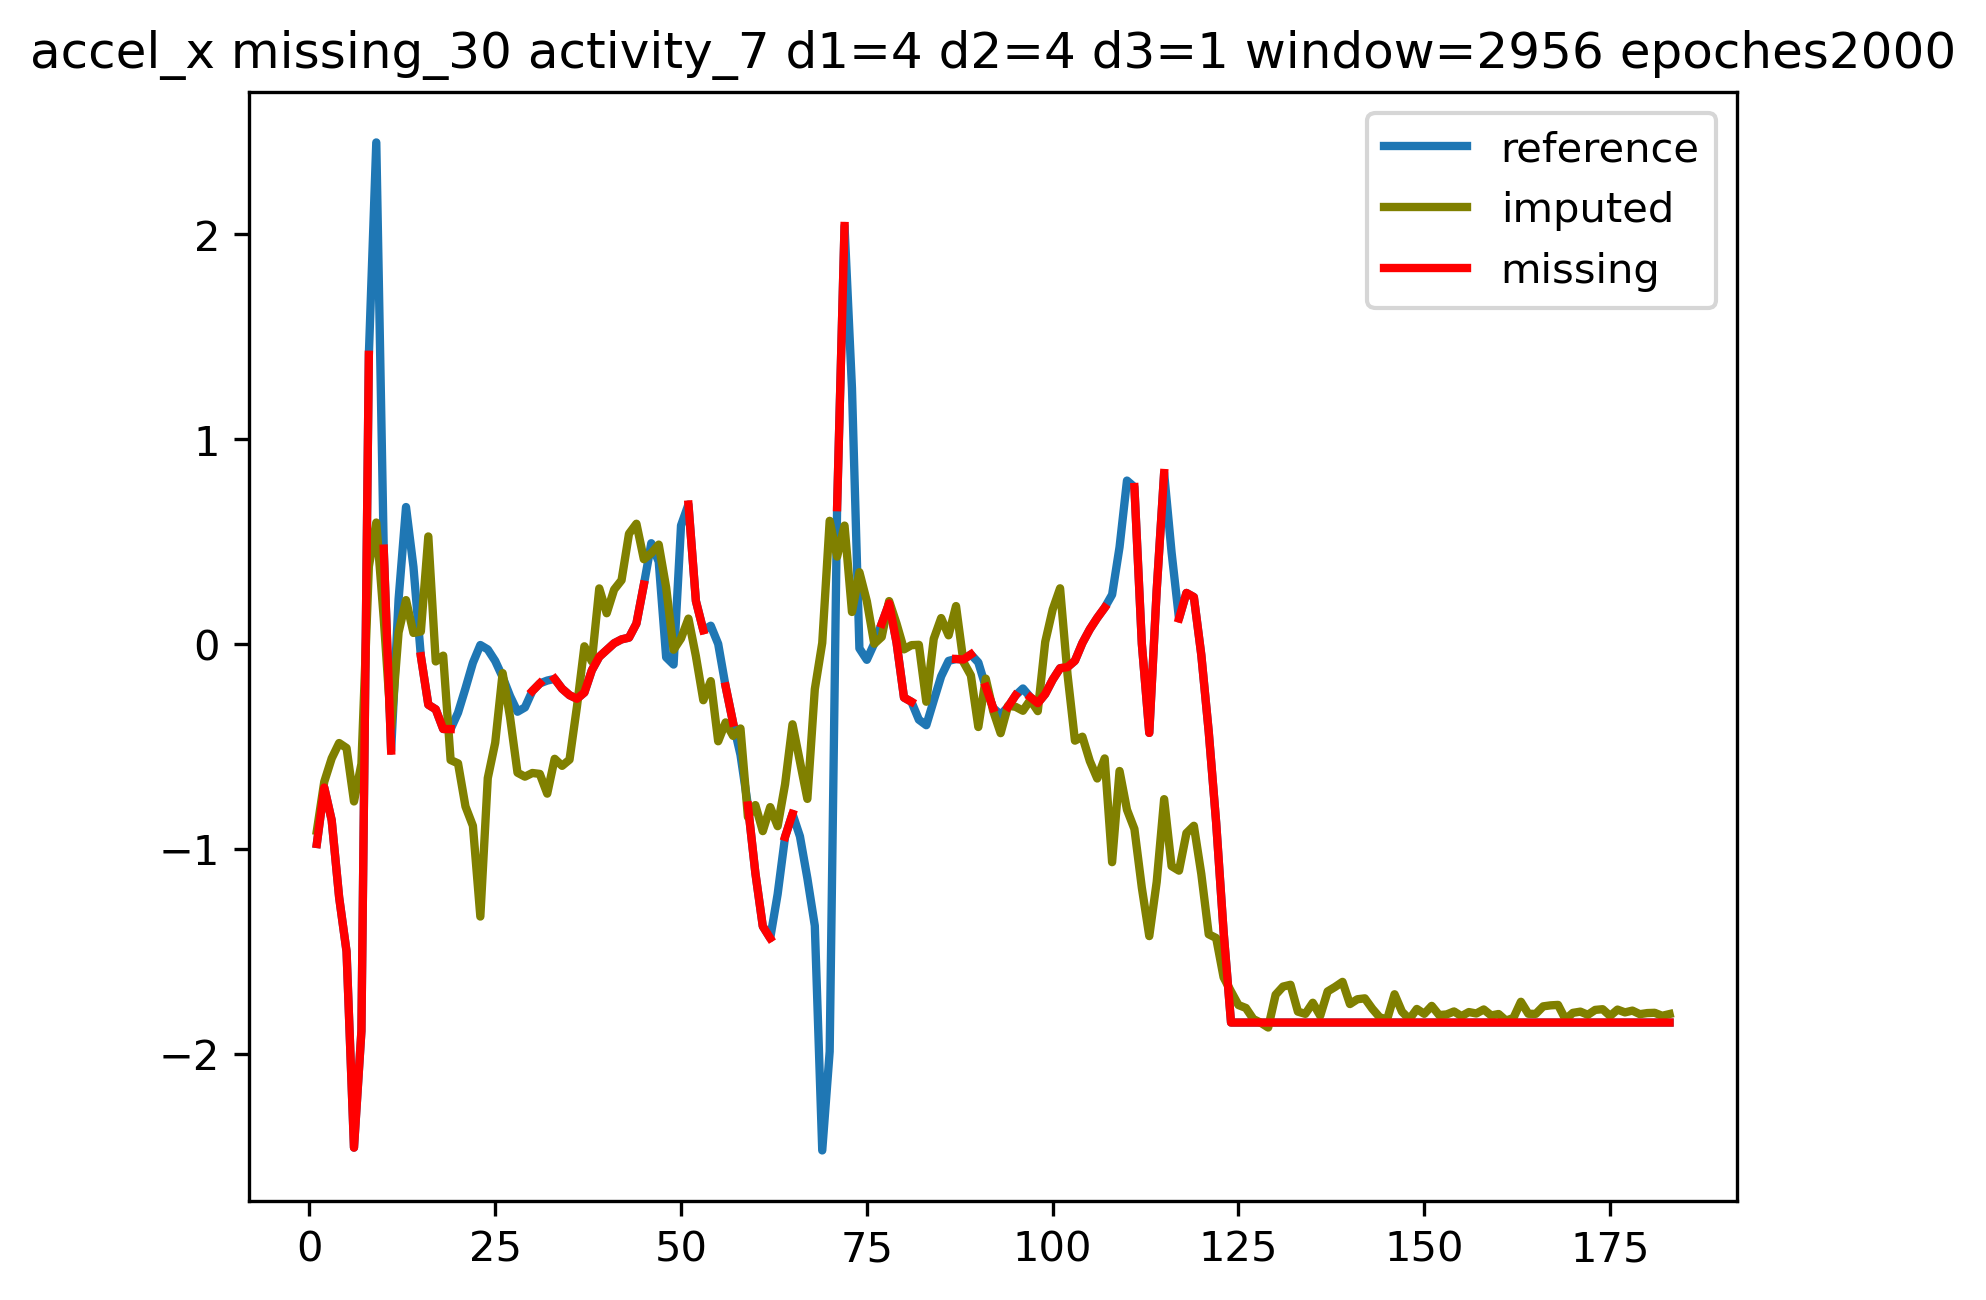 accel_x missing_30 activity_7 d1=4 d2=4 d3=1 window=2956 epoches2000
reference
imputed
missing
2
1
0
−1
−2
0 25 50 75 100 125 150 175